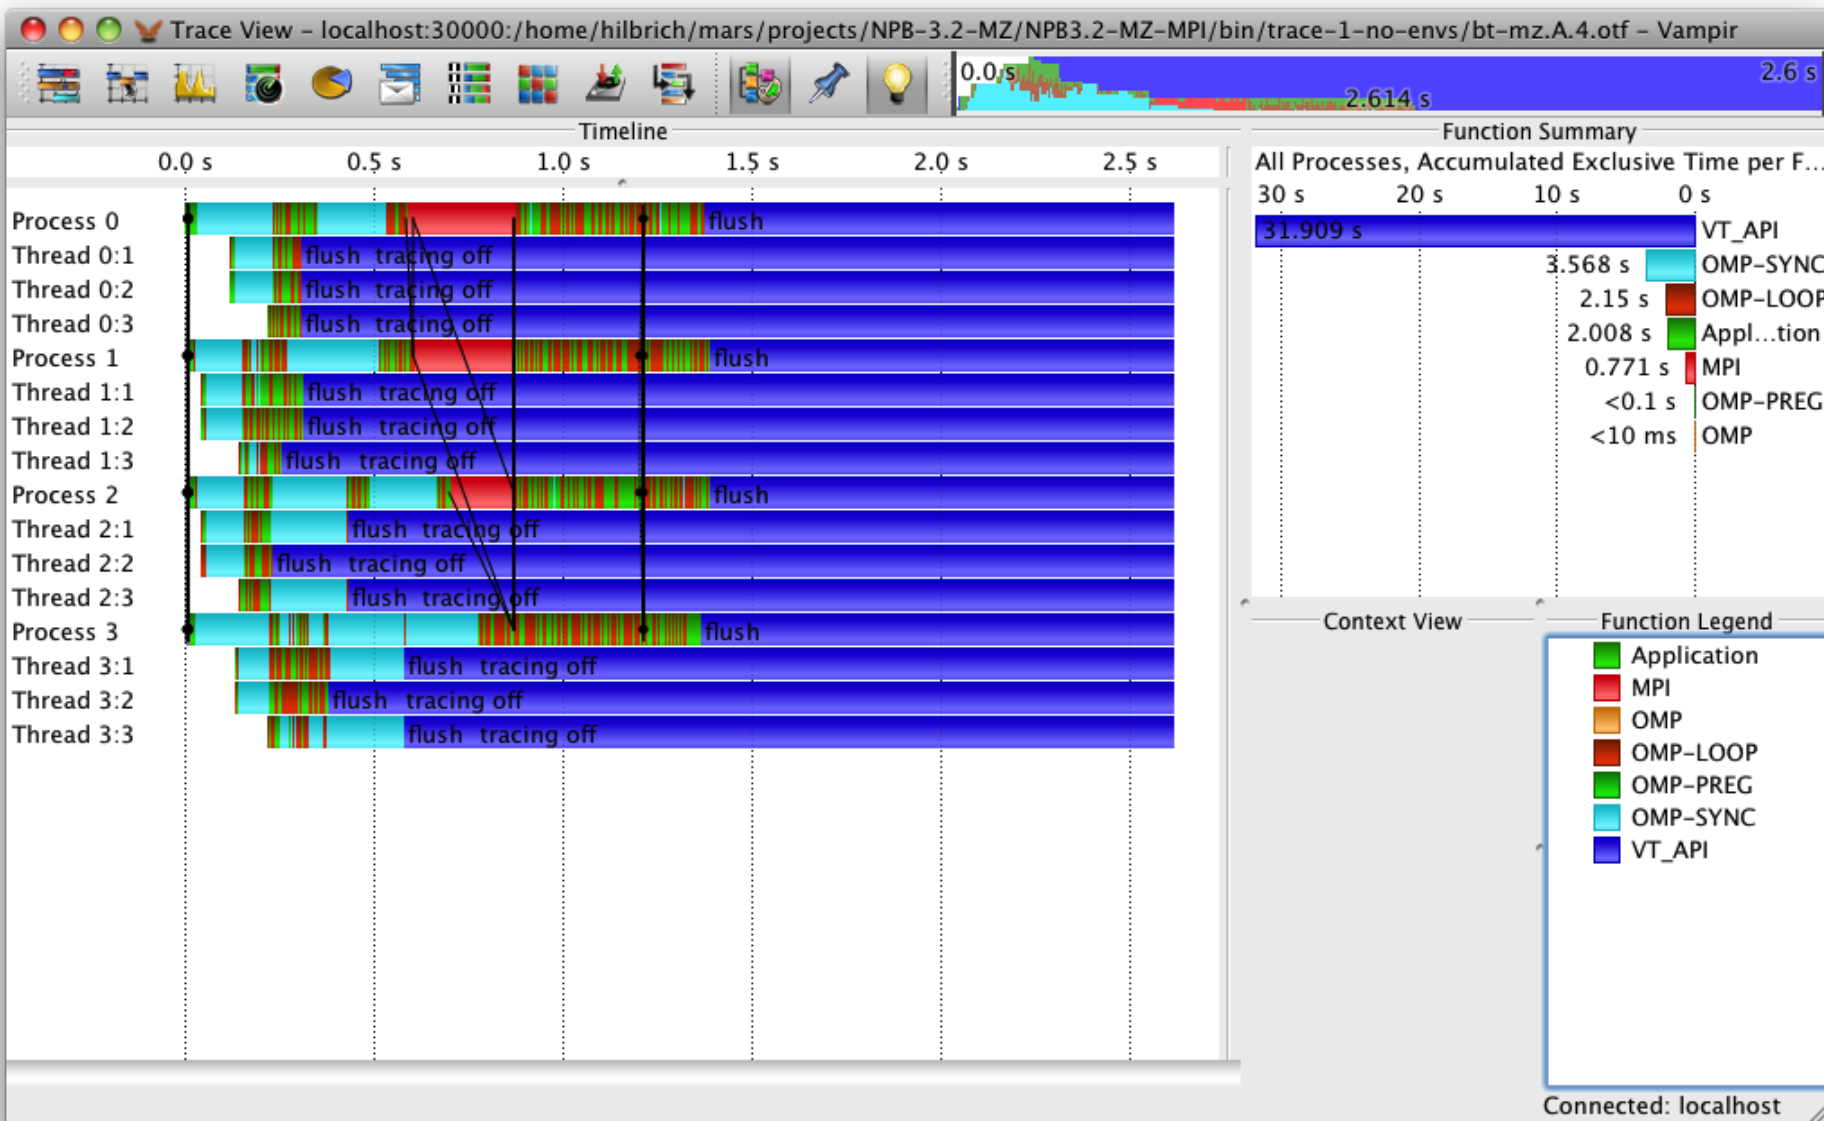 Trace View – localhost:30000:/home/hilbrich/mars/projects/NPB-3.2-MZ/NPB3.2-MZ-MPI/bin/trace-1-no-envs/bt-mz.A.4.otf – Vampir
0.0 s
2.6 s
2.614 s
Timeline
0.0 s 0.5 s 1.0 s 1.5 s 2.0 s 2.5 s
Process 0 flush
Thread 0:1 flush tracing off
Thread 0:2 flush tracing off
Thread 0:3 flush tracing off
Process 1 flush
Thread 1:1 flush tracing off
Thread 1:2 flush tracing off
Thread 1:3 flush tracing off
Process 2 flush
Thread 2:1 flush tracing off
Thread 2:2 flush tracing off
Thread 2:3 flush tracing off
Process 3 flush
Thread 3:1 flush tracing off
Thread 3:2 flush tracing off
Thread 3:3 flush tracing off
Function Summary
All Processes, Accumulated Exclusive Time per F...
30 s 20 s 10 s 0 s
31.909 s VT_API
3.568 s OMP-SYNC
2.15 s OMP-LOOP
2.008 s Appl...tion
0.771 s MPI
<0.1 s OMP-PREG
<10 ms OMP
Context View
Function Legend
Application
MPI
OMP
OMP-LOOP
OMP-PREG
OMP-SYNC
VT_API
Connected: localhost